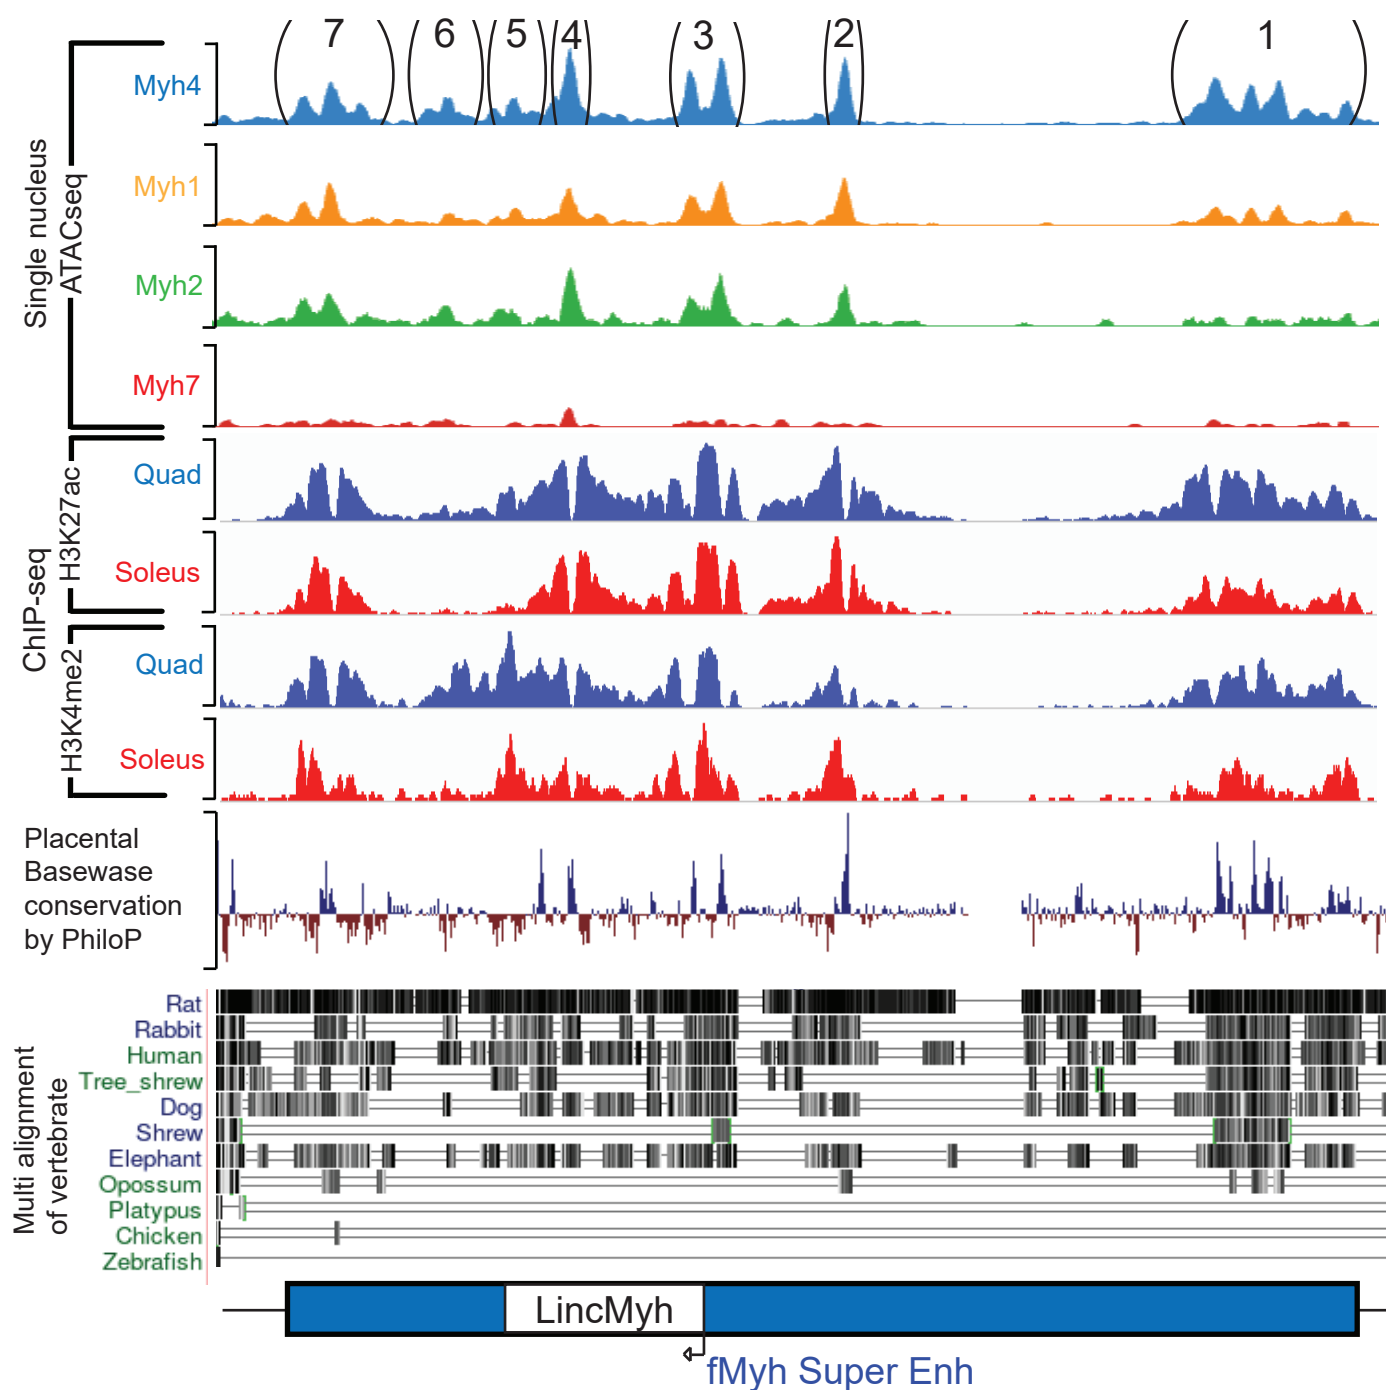 7 6 5 4 3 2 1
Single nucleus
ATACseq
Myh4
Myh1
Myh2
Myh7
ChIP-seq
H3K27ac
Quad
Soleus
H3K4me2
Quad
Soleus
Placental
Basewase
conservation
by PhiloP
Multi alignment
of vertebrate
Rat
Rabbit
Human
Tree_shrew
Dog
Shrew
Elephant
Opossum
Platypus
Chicken
Zebrafish
LincMyh
fMyh Super Enh